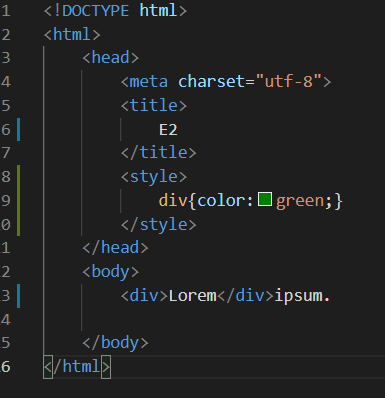 1 <!DOCTYPE html>
2 <html>
3 <head>
4 <meta charset="utf-8">
5 <title>
6 E2
7 </title>
8 <style>
9 div{color:green;}
0 </style>
1 </head>
2 <body>
3 <div>Lorem</div>ipsum.
4
5 </body>
6 </html>